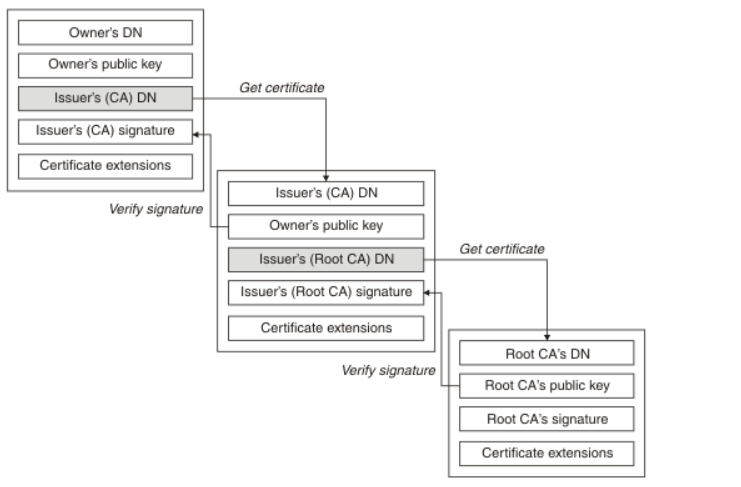 Owner's DN
Owner's public key
Issuer's (CA) DN
Issuer's (CA) signature
Certificate extensions
Get certificate
Verify signature
Issuer's (CA) DN
Owner's public key
Issuer's (Root CA) DN
Issuer's (Root CA) signature
Certificate extensions
Get certificate
Verify signature
Root CA's DN
Root CA's public key
Root CA's signature
Certificate extensions